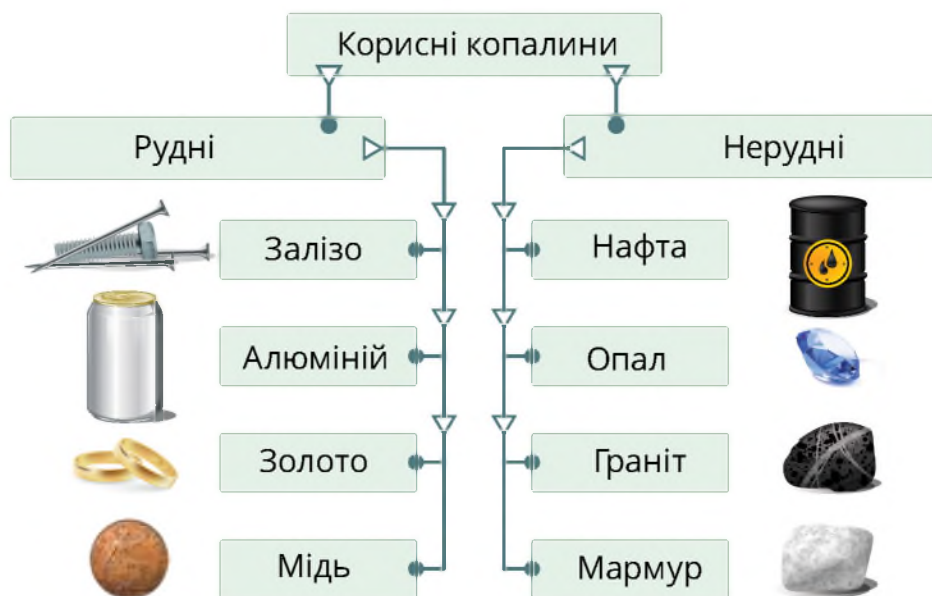 Корисні копалини
Рудні
Нерудні
Залізо
Нафта
Алюміній
Опал
Золото
Граніт
Мідь
Мармур